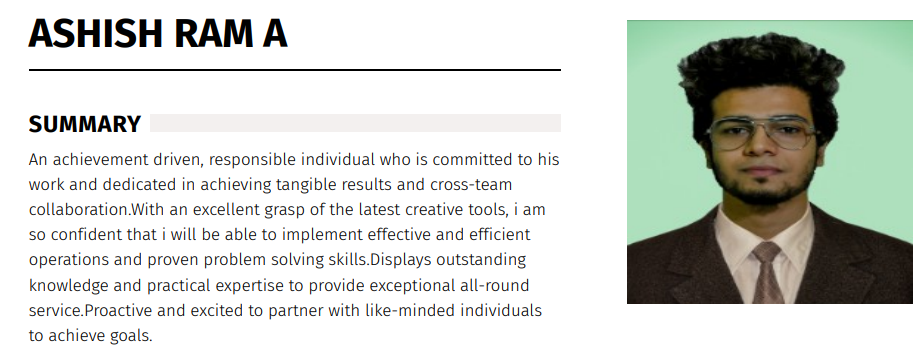 ASHISH RAM A
SUMMARY
An achievement driven, responsible individual who is committed to his
work and dedicated in achieving tangible results and cross-team
collaboration.With an excellent grasp of the latest creative tools, i am
so confident that i will be able to implement effective and efficient
operations and proven problem solving skills.Displays outstanding
knowledge and practical expertise to provide exceptional all-round
service.Proactive and excited to partner with like-minded individuals
to achieve goals.